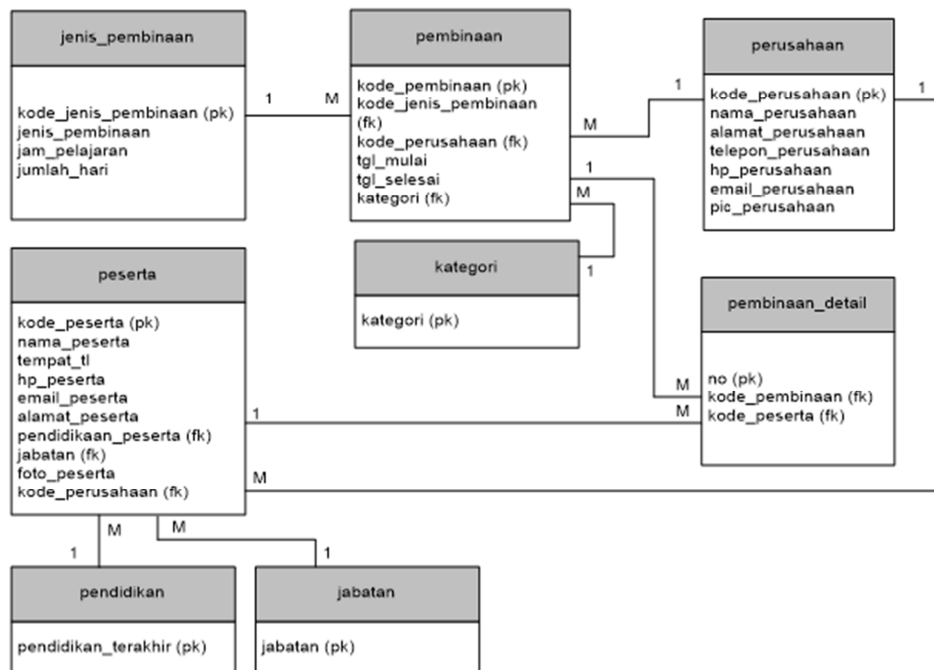 jenis_pembinaan
kode_jenis_pembinaan (pk)
jenis_pembinaan
jam_pelajaran
jumlah_hari
1
M
pembinaan
kode_pembinaan (pk)
kode_jenis_pembinaan
(fk)
kode_perusahaan (fk)
tgl_mulai
tgl_selesai
kategori (fk)
M
1
1
M
perusahaan
kode_perusahaan (pk)
nama_perusahaan
alamat_perusahaan
telepon_perusahaan
hp_perusahaan
email_perusahaan
pic_perusahaan
1
kategori
kategori (pk)
1
pembinaan_detail
no (pk)
kode_pembinaan (fk)
kode_peserta (fk)
M
M
peserta
kode_peserta (pk)
nama_peserta
tempat_tl
hp_peserta
email_peserta
alamat_peserta
pendidikaan_peserta (fk)
jabatan (fk)
foto_peserta
kode_perusahaan (fk)
1
M
M
M
1
1
pendidikan
pendidikan_terakhir (pk)
jabatan
jabatan (pk)